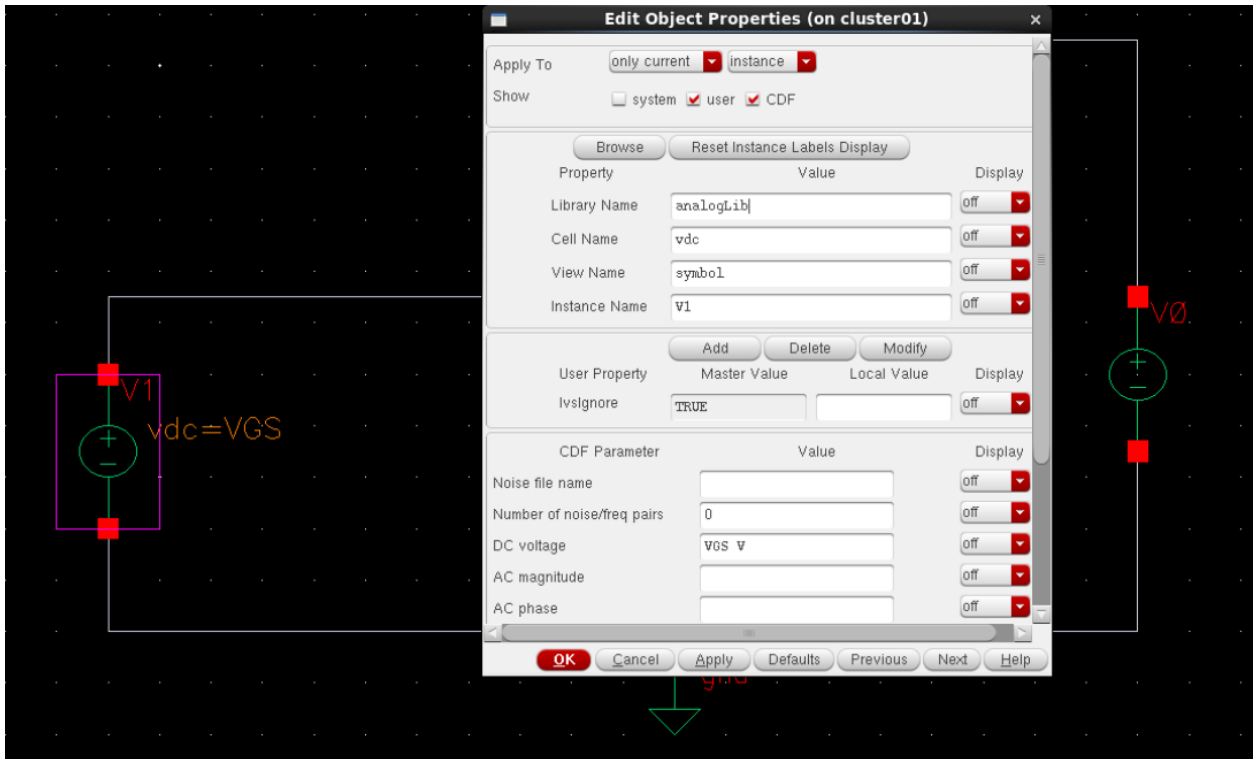 Edit Object Properties (on cluster01)
Apply To only current instance
Show system user CDF
Browse Reset Instance Labels Display
Property Value Display
Library Name analogLib off
Cell Name vdc off
View Name symbol off
Instance Name V1 off
Add Delete Modify
User Property Master Value Local Value Display
lvsIgnore TRUE off
CDF Parameter Value Display
Noise file name off
Number of noise/freq pairs 0 off
DC voltage VGS V off
AC magnitude off
AC phase off
OK Cancel Apply Defaults Previous Next Help
V1
vdc=VGS
V0
gnd